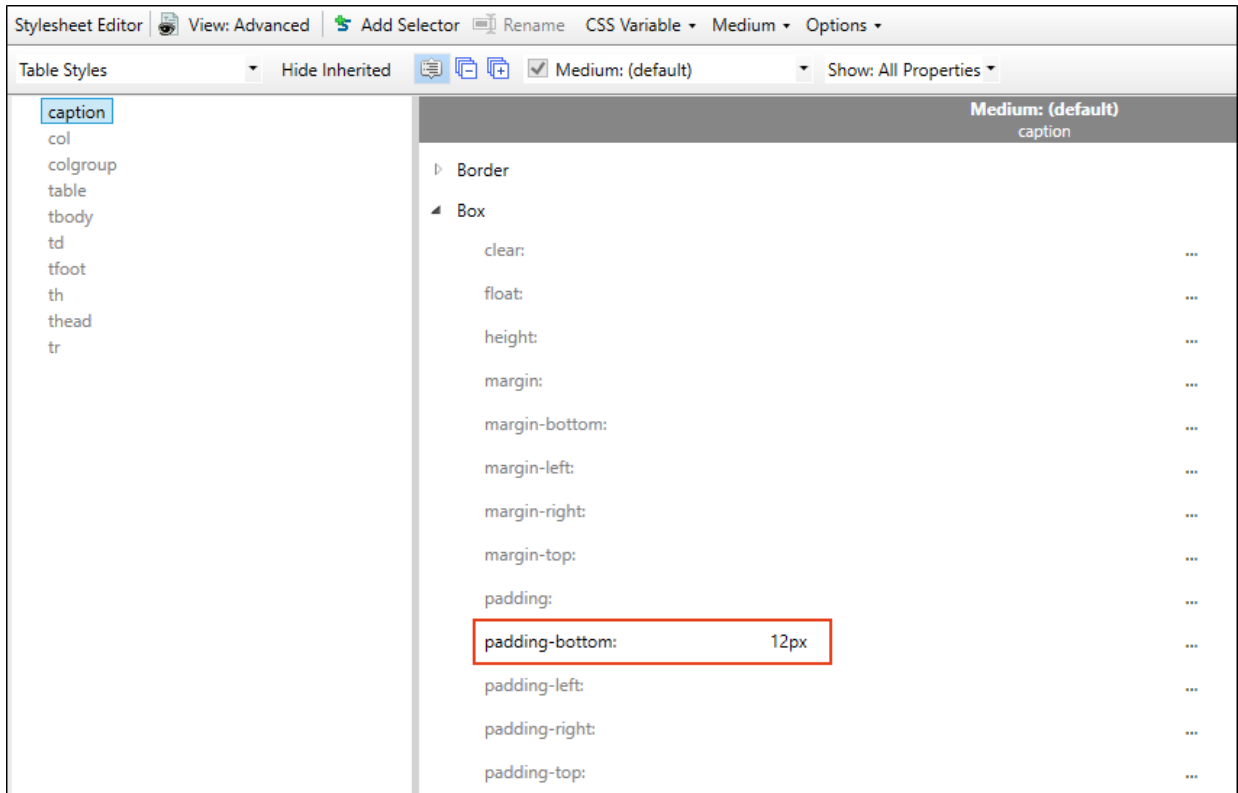 Stylesheet Editor View: Advanced Add Selector Rename CSS Variable Medium Options
Table Styles Hide Inherited Medium: (default) Show: All Properties
caption
col
colgroup
table
tbody
td
tfoot
th
thead
tr
Medium: (default)
caption
Border
Box
clear: ...
float: ...
height: ...
margin: ...
margin-bottom: ...
margin-left: ...
margin-right: ...
margin-top: ...
padding: ...
padding-bottom: 12px ...
padding-left: ...
padding-right: ...
padding-top: ...